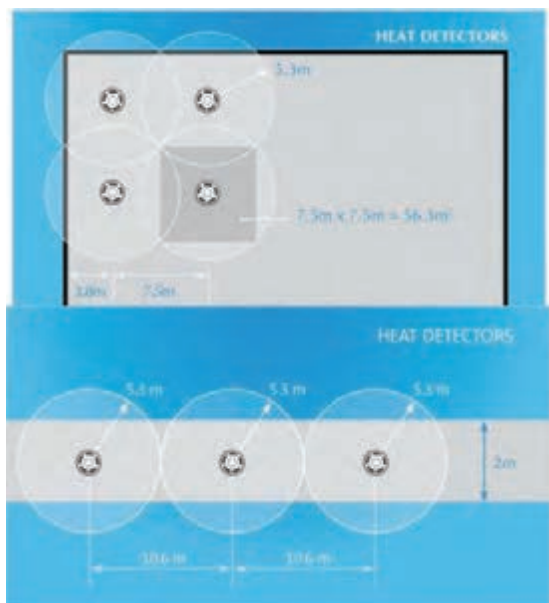 HEAT DETECTORS
5.3m
7.5m x 7.5m = 56.3m²
3.8m
7.5m
HEAT DETECTORS
5.3 m
5.3 m
5.3 m
2m
10.6 m
10.6 m